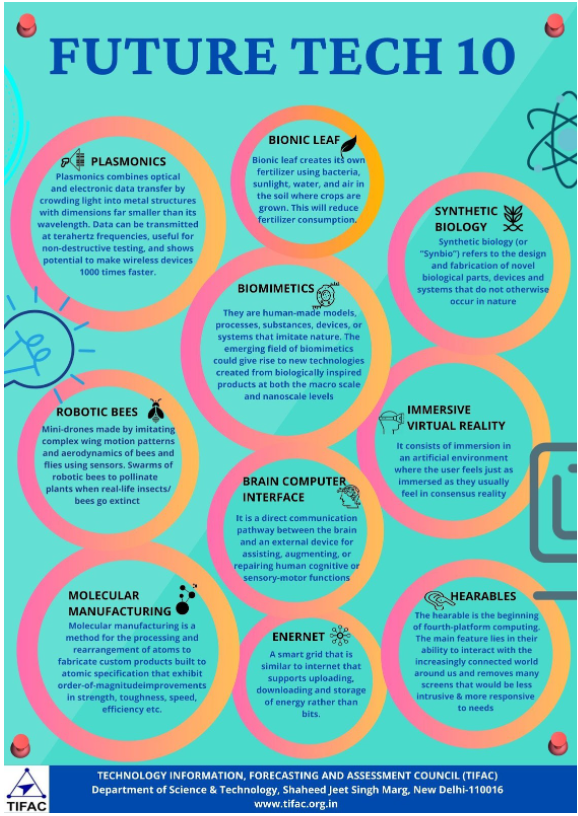 FUTURE TECH 10
PLASMONICS
Plasmonics combines optical
and electronic data transfer by
crowding light into metal structures
with dimensions far smaller than its
wavelength. Data can be transmitted
at terahertz frequencies, useful for
non-destructive testing, and shows
potential to make wireless devices
1000 times faster.
BIONIC LEAF
Bionic leaf creates its own
fertilizer using bacteria,
sunlight, water, and air in
the soil where crops are
grown. This will reduce
fertilizer consumption.
SYNTHETIC
BIOLOGY
Synthetic biology (or
"Synbio") refers to the design
and fabrication of novel
biological parts, devices and
systems that do not otherwise
occur in nature
BIOMIMETICS
They are human-made models,
processes, substances, devices, or
systems that imitate nature. The
emerging field of biomimetics
could give rise to new technologies
created from biologically inspired
products at both the macro scale
and nanoscale levels
ROBOTIC BEES
Mini-drones made by imitating
complex wing motion patterns
and aerodynamics of bees and
flies using sensors. Swarms of
robotic bees to pollinate
plants when real-life insects/
bees go extinct
IMMERSIVE
VIRTUAL REALITY
It consists of immersion in
an artificial environment
where the user feels just as
immersed as they usually
feel in consensus reality
BRAIN COMPUTER
INTERFACE
It is a direct communication
pathway between the brain
and an external device for
assisting, augmenting, or
repairing human cognitive or
sensory-motor functions
MOLECULAR
MANUFACTURING
Molecular manufacturing is a
method for the processing and
rearrangement of atoms to
fabricate custom products built to
atomic specification that exhibit
order-of-magnitudeimprovements
in strength, toughness, speed,
efficiency etc.
ENERNET
A smart grid that is
similar to internet that
supports uploading,
downloading and storage
of energy rather than
bits.
HEARABLES
The hearable is the beginning
of fourth-platform computing.
The main feature lies in their
ability to interact with the
increasingly connected world
around us and removes many
screens that would be less
intrusive & more responsive
to needs
TIFAC
TECHNOLOGY INFORMATION, FORECASTING AND ASSESSMENT COUNCIL (TIFAC)
Department of Science & Technology, Shaheed Jeet Singh Marg, New Delhi-110016
www.tifac.org.in